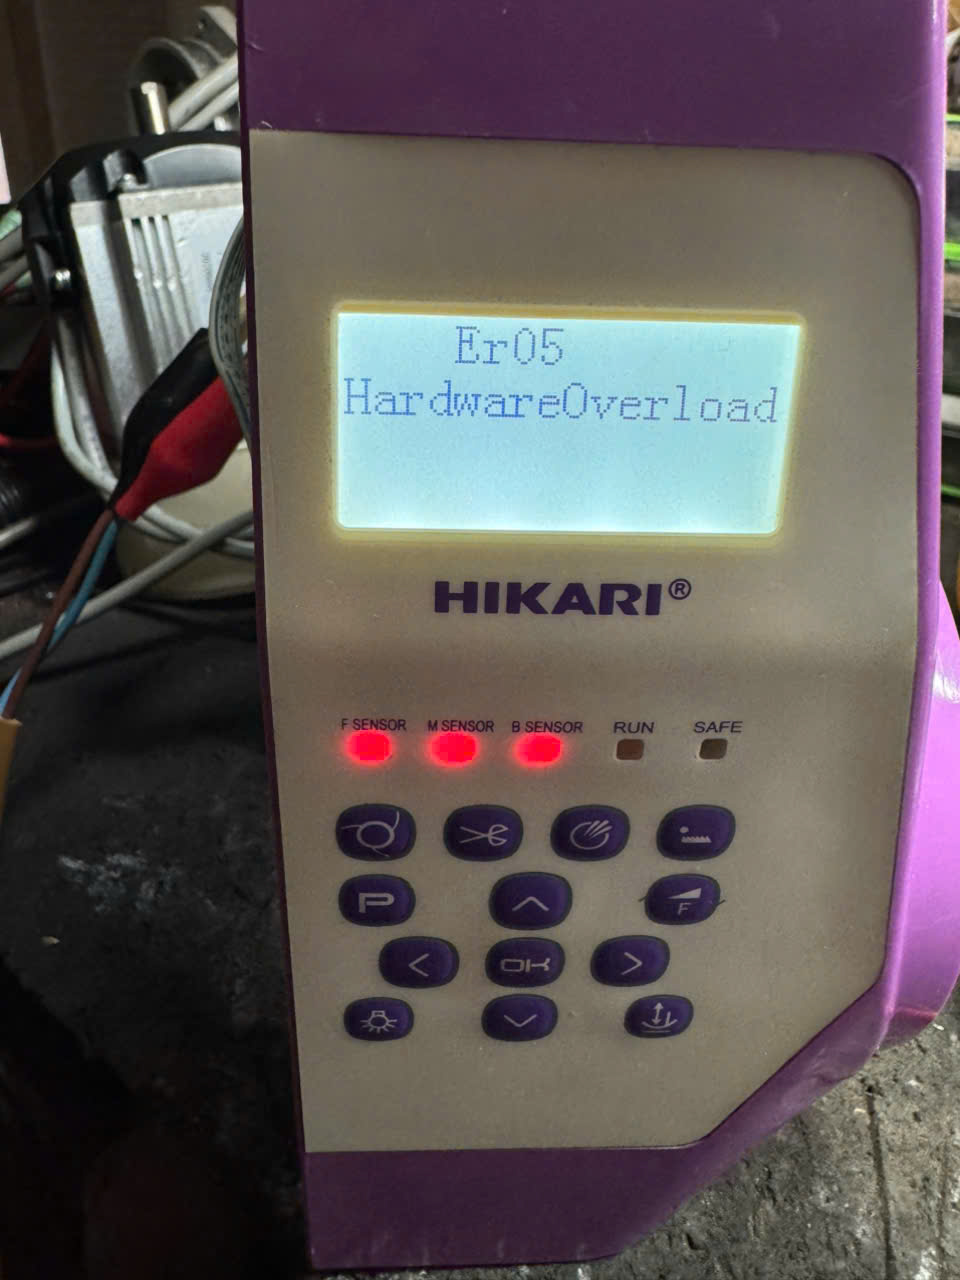 Er05
HardwareOverload
HIKARI®
F SENSOR M SENSOR B SENSOR RUN SAFE
P
F
OK